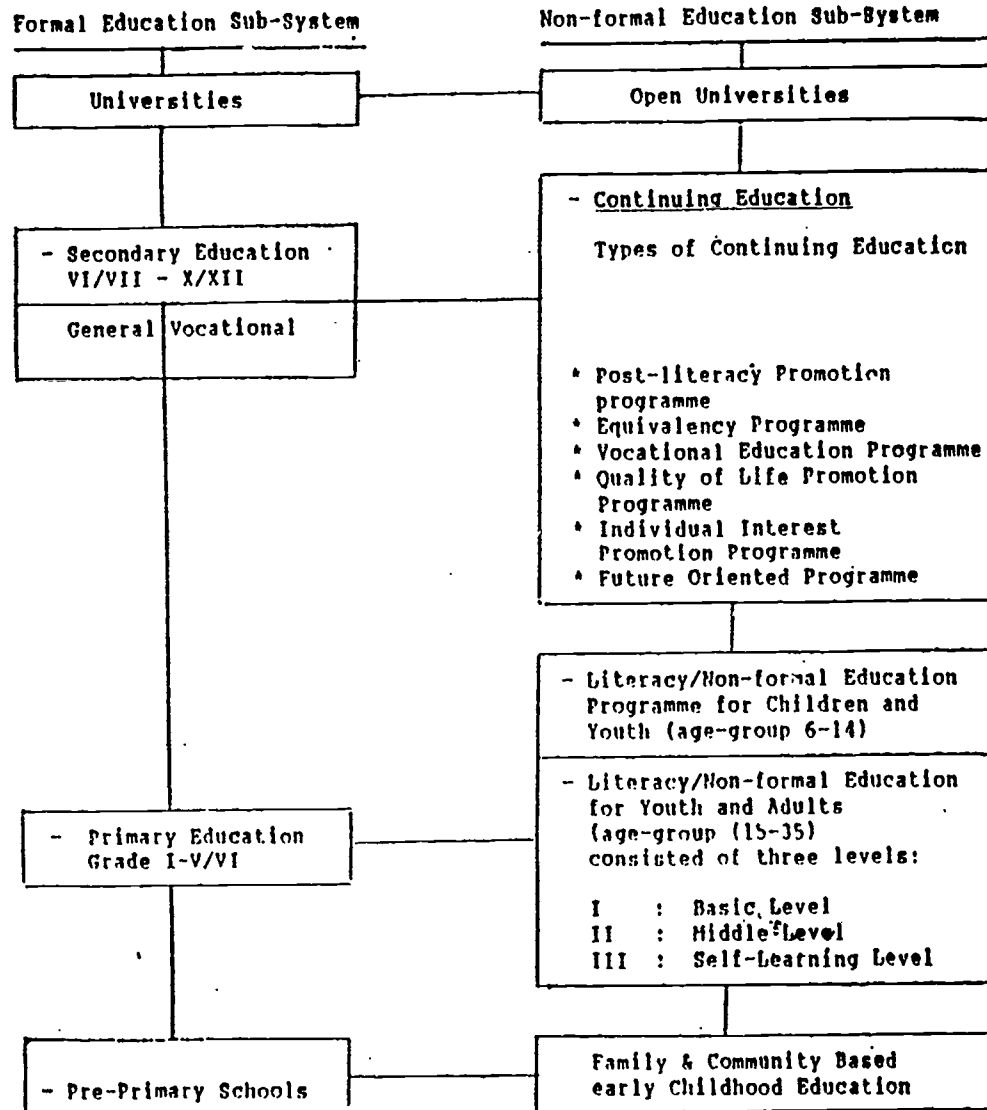 Formal Education Sub-System
Universities
- Secondary Education
VI/VII - X/XII
General Vocational
- Primary Education
Grade I-V/VI
- Pre-Primary Schools
Non-formal Education Sub-System
Open Universities
- Continuing Education
Types of Continuing Education
* Post-literacy Promotion
programme
* Equivalency Programme
* Vocational Education Programme
* Quality of Life Promotion
Programme
* Individual Interest
Promotion Programme
* Future Oriented Programme
- Literacy/Non-formal Education
Programme for Children and
Youth (age-group 6-14)
- Literacy/Non-formal Education
for Youth and Adults
(age-group (15-35)
consisted of three levels:
I : Basic Level
II : Middle Level
III : Self-Learning Level
Family & Community Based
early Childhood Education